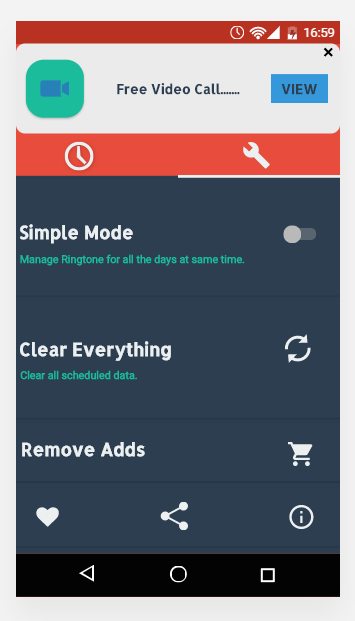 16:59
Free Video Call.......
VIEW
Simple Mode
Manage Ringtone for all the days at same time.
Clear Everything
Clear all scheduled data.
Remove Adds